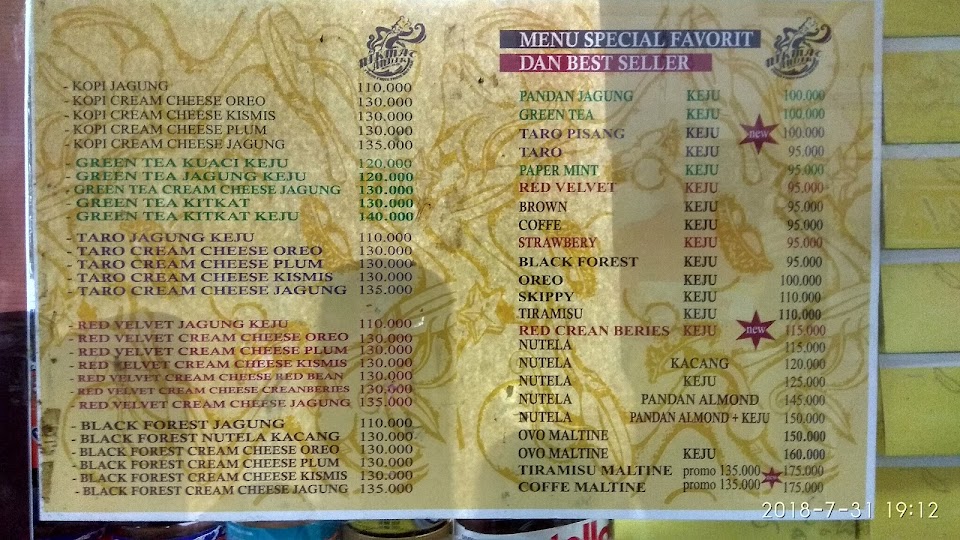 - KOPI JAGUNG 110.000
- KOPI CREAM CHEESE OREO 130.000
- KOPI CREAM CHEESE KISMIS 130.000
- KOPI CREAM CHEESE PLUM 130.000
- KOPI CREAM CHEESE JAGUNG 135.000
- GREEN TEA KUACI KEJU 120.000
- GREEN TEA JAGUNG KEJU 120.000
- GREEN TEA CREAM CHEESE JAGUNG 130.000
- GREEN TEA KITKAT 130.000
- GREEN TEA KITKAT KEJU 140.000
- TARO JAGUNG KEJU 110.000
- TARO CREAM CHEESE OREO 130.000
- TARO CREAM CHEESE PLUM 130.000
- TARO CREAM CHEESE KISMIS 130.000
- TARO CREAM CHEESE JAGUNG 135.000
- RED VELVET JAGUNG KEJU 110.000
- RED VELVET CREAM CHEESE OREO 130.000
- RED VELVET CREAM CHEESE PLUM 130.000
- RED VELVET CREAM CHEESE KISMIS 130.000
- RED VELVET CREAM CHEESE RED BEAN 130.000
- RED VELVET CREAM CHEESE CREANBERIES 130.000
- RED VELVET CREAM CHEESE JAGUNG 135.000
- BLACK FOREST JAGUNG 110.000
- BLACK FOREST NUTELA KACANG 130.000
- BLACK FOREST CREAM CHEESE OREO 130.000
- BLACK FOREST CREAM CHEESE PLUM 130.000
- BLACK FOREST CREAM CHEESE KISMIS 130.000
- BLACK FOREST CREAM CHEESE JAGUNG 135.000
MENU SPECIAL FAVORIT
DAN BEST SELLER
PANDAN JAGUNG KEJU 100.000
GREEN TEA KEJU 100.000
TARO PISANG KEJU new 100.000
TARO KEJU 95.000
PAPER MINT KEJU 95.000
RED VELVET KEJU 95.000
BROWN KEJU 95.000
COFFE KEJU 95.000
STRAWBERY KEJU 95.000
BLACK FOREST KEJU 95.000
OREO KEJU 100.000
SKIPPY KEJU 110.000
TIRAMISU KEJU 110.000
RED CREAN BERIES KEJU new 115.000
NUTELA 115.000
NUTELA KACANG 120.000
NUTELA KEJU 125.000
NUTELA PANDAN ALMOND 145.000
NUTELA PANDAN ALMOND + KEJU 150.000
OVO MALTINE 150.000
OVO MALTINE KEJU 160.000
TIRAMISU MALTINE promo 135.000 175.000
COFFE MALTINE promo 135.000 175.000
2018-7-31 19:12